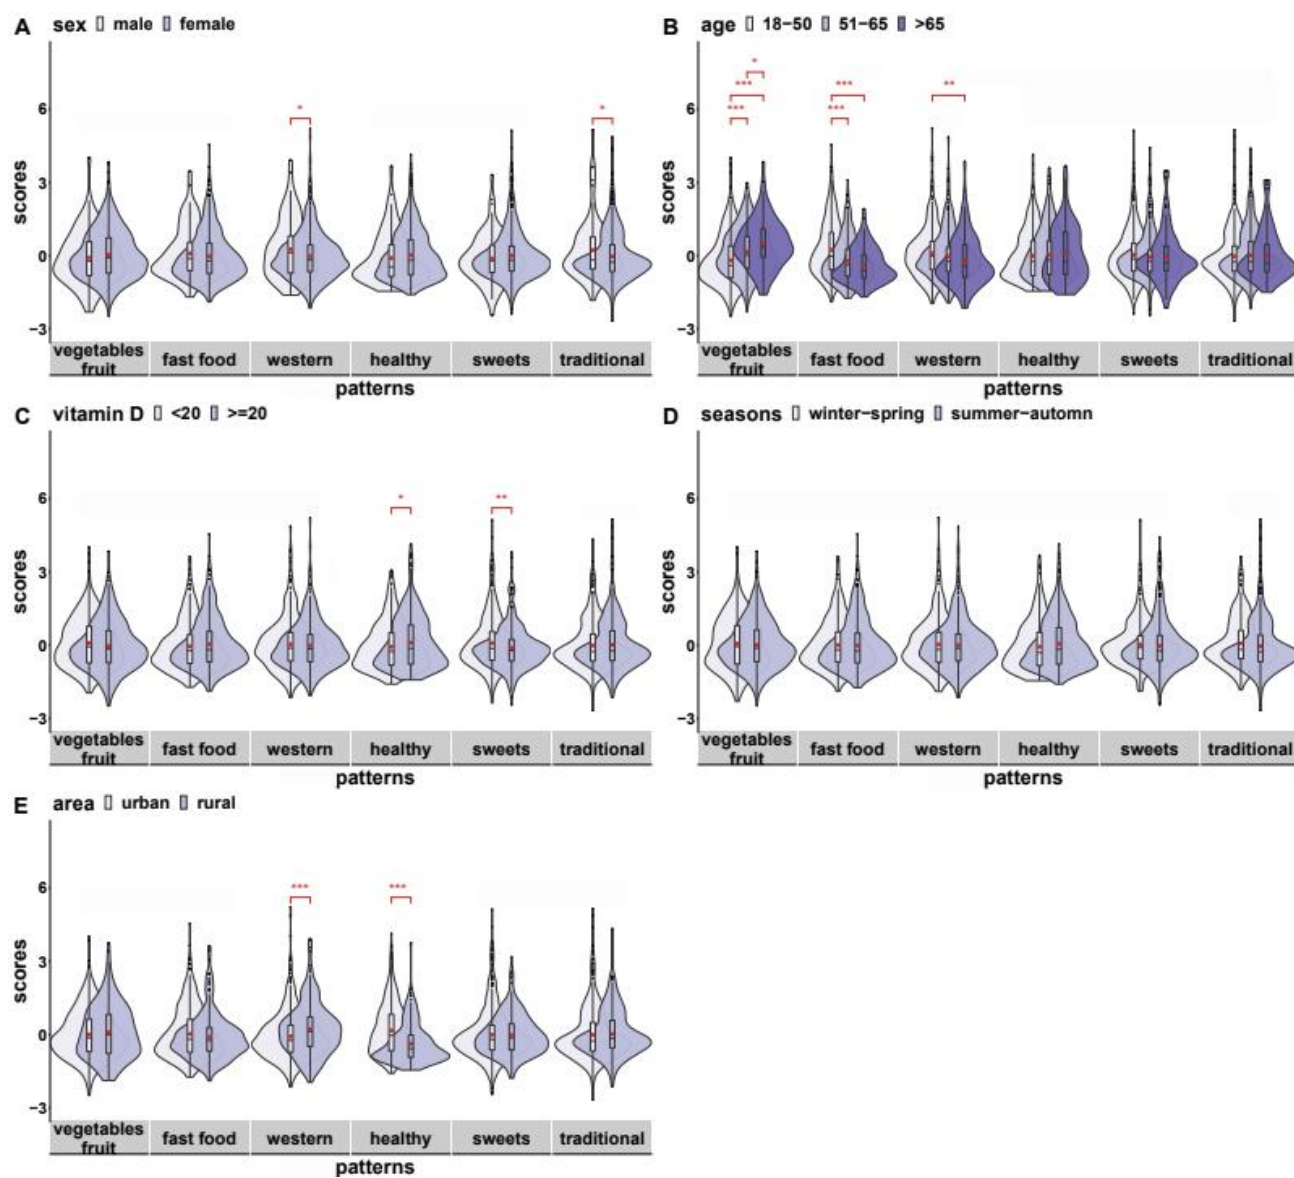 A sex male female
*
*
6
3
0
−3
scores
vegetables fruit
fast food
western
healthy
sweets
traditional
patterns
B age 18−50 51−65 >65
*
***
***
***
***
**
6
3
0
−3
scores
vegetables fruit
fast food
western
healthy
sweets
traditional
patterns
C vitamin D <20 >=20
*
**
6
3
0
−3
scores
vegetables fruit
fast food
western
healthy
sweets
traditional
patterns
D seasons winter−spring summer−automn
6
3
0
−3
scores
vegetables fruit
fast food
western
healthy
sweets
traditional
patterns
E area urban rural
***
***
6
3
0
−3
scores
vegetables fruit
fast food
western
healthy
sweets
traditional
patterns